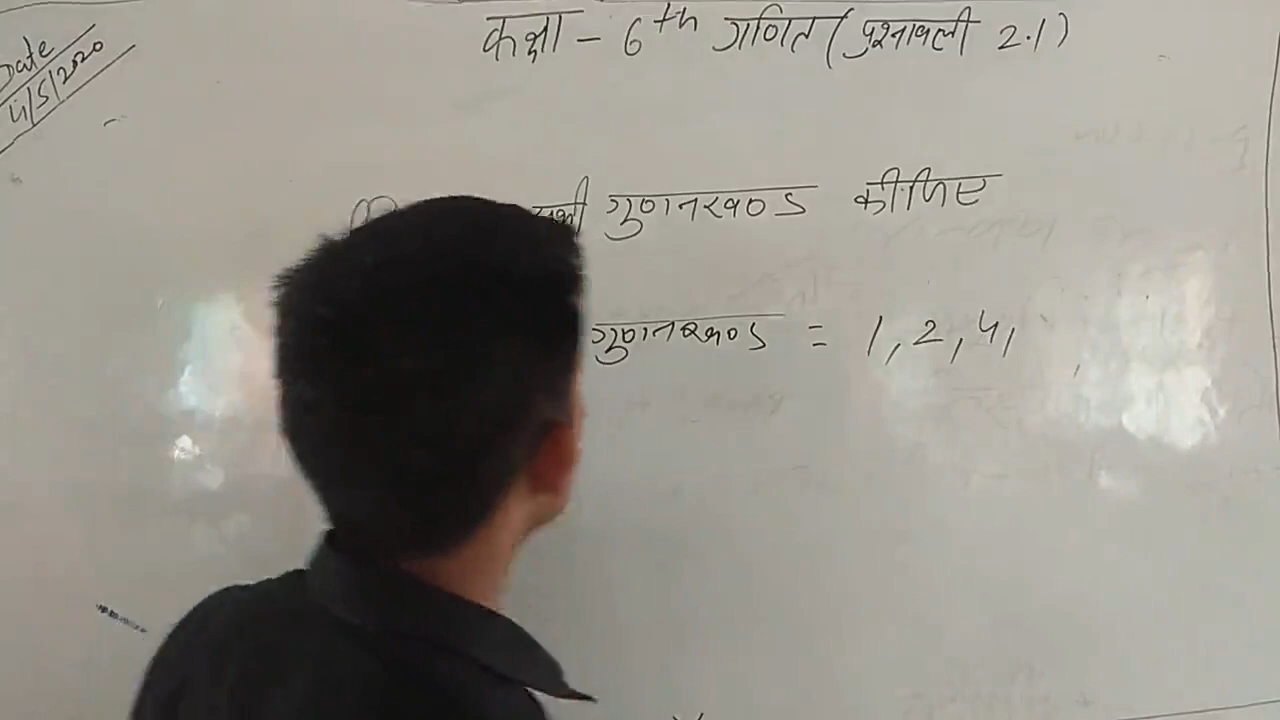 Date
4/5/2020
कक्षा - 6th गणित (प्रश्नावली 2.1)
गुणनखण्ड कीजिए
गुणनखण्ड = 1, 2, 4,